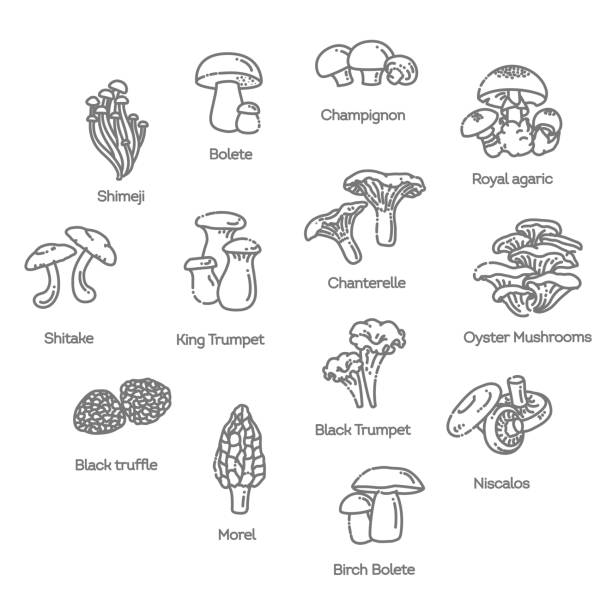 Champignon
Bolete
Royal agaric
Shimeji
Chanterelle
Shitake
King Trumpet
Oyster Mushrooms
Black Trumpet
Black truffle
Niscalos
Morel
Birch Bolete